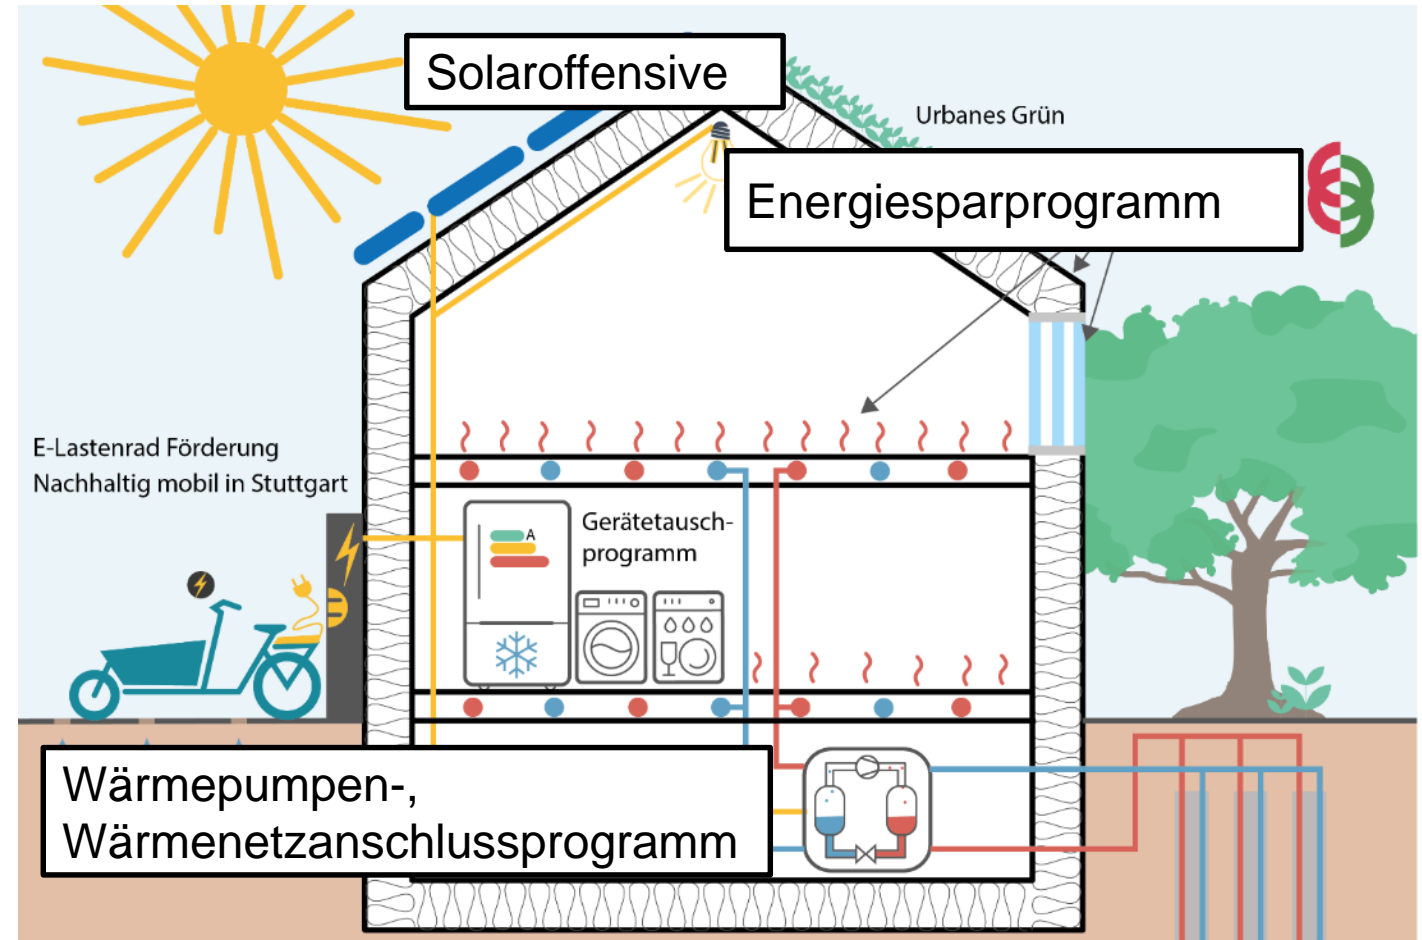 Solaroffensive
Urbanes Grün
Energiesparprogramm
E-Lastenrad Förderung
Nachhaltig mobil in Stuttgart
Gerätetausch-
programm
A
Wärmepumpen-,
Wärmenetzanschlussprogramm